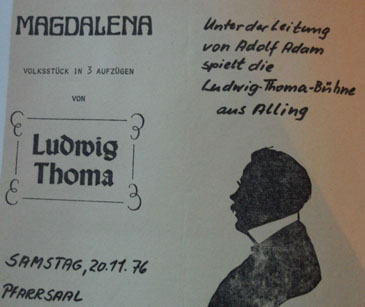 MAGDALENA
VOLKSSTÜCK IN 3 AUFZÜGEN
VON
Ludwig
Thoma
SAMSTAG, 20.11.76
PFARRSAAL
Unter der Leitung
von Adolf Adam
spielt die
Ludwig-Thoma-Bühne
aus Alling